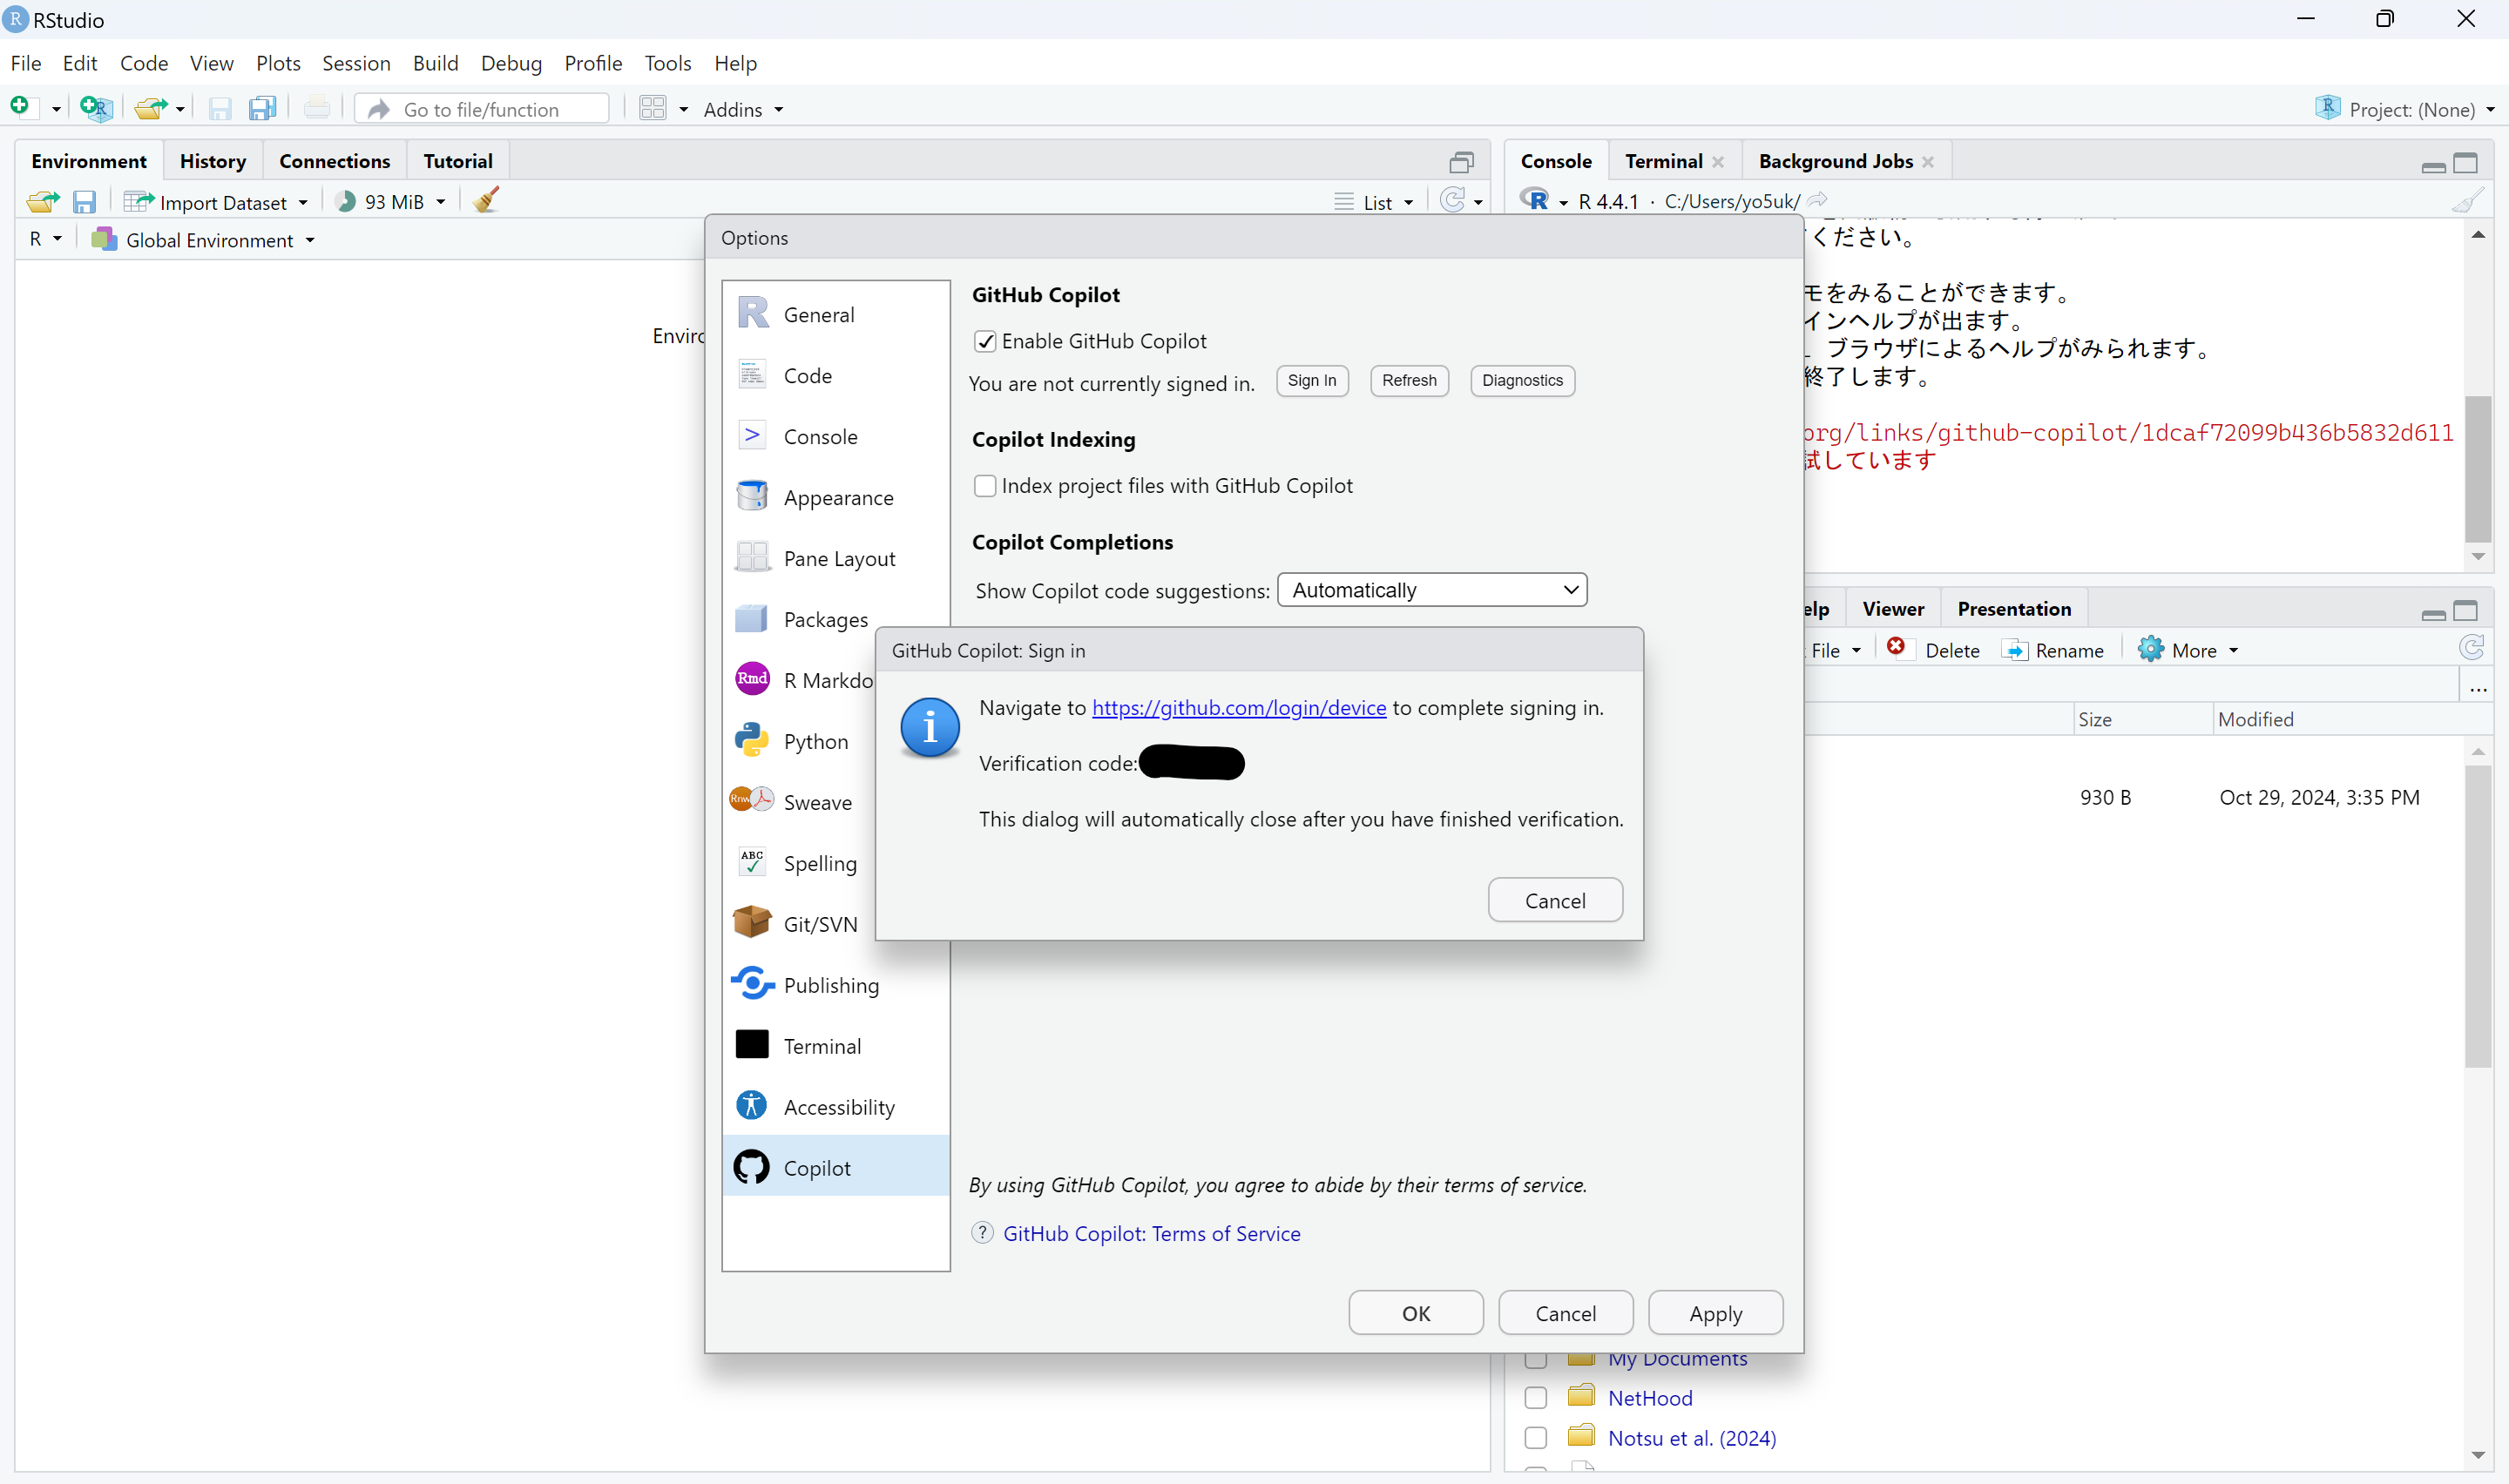 RStudio
File Edit Code View Plots Session Build Debug Profile Tools Help
Go to file/function Addins Project: (None)
Environment History Connections Tutorial
Import Dataset 93 MiB List
R Global Environment
Console Terminal Background Jobs
R R 4.4.1 · C:/Users/yo5uk/
ください。
モをみることができます。
インヘルプが出ます。
ブラウザによるヘルプがみられます。
終了します。
org/links/github-copilot/1dcaf72099b436b5832d611
試しています
Options
General
Code
Console
Appearance
Pane Layout
Packages
Rmd R Markdo
Python
Rnw Sweave
ABC Spelling
Git/SVN
Publishing
Terminal
Accessibility
Copilot
GitHub Copilot
Enable GitHub Copilot
You are not currently signed in. Sign In Refresh Diagnostics
Copilot Indexing
Index project files with GitHub Copilot
Copilot Completions
Show Copilot code suggestions: Automatically
GitHub Copilot: Sign in
Navigate to https://github.com/login/device to complete signing in.
Verification code:
This dialog will automatically close after you have finished verification.
Cancel
By using GitHub Copilot, you agree to abide by their terms of service.
? GitHub Copilot: Terms of Service
OK Cancel Apply
elp Viewer Presentation
File Delete Rename More
...
Size Modified
930 B Oct 29, 2024, 3:35 PM
My Documents
NetHood
Notsu et al. (2024)